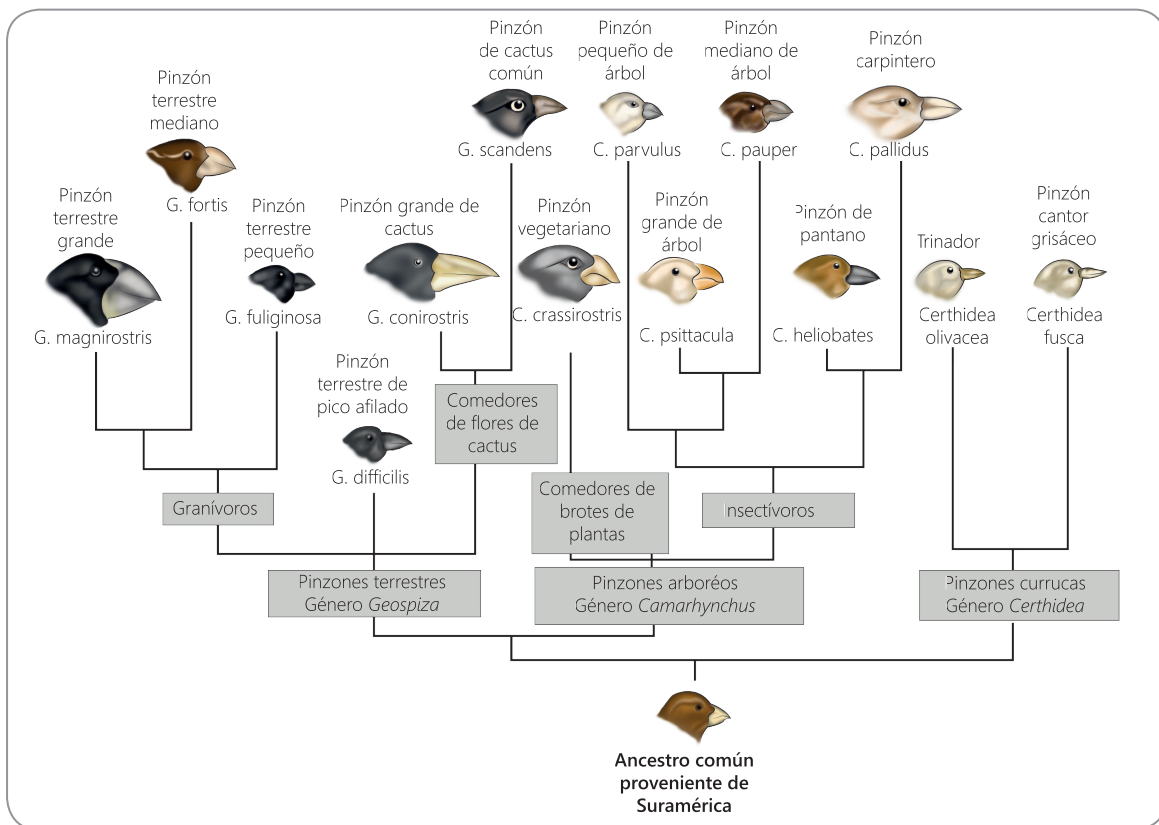 Pinzón
terrestre
mediano
G. fortis
Pinzón
de cactus
común
G. scandens
Pinzón
pequeño de
árbol
C. parvulus
Pinzón
mediano de
árbol
C. pauper
Pinzón
carpintero
C. pallidus
Pinzón
terrestre
grande
G. magnirostris
Pinzón
terrestre
pequeño
G. fuliginosa
Pinzón grande de
cactus
G. conirostris
Pinzón
vegetariano
C. crassirostris
Pinzón
grande de
árbol
C. psittacula
Pinzón de
pantano
C. heliobates
Trinador
Certhidea
olivacea
Pinzón
cantor
grisáceo
Certhidea
fusca
Pinzón
terrestre de
pico afilado
G. difficilis
Comedores
de flores de
cactus
Granívoros
Comedores de
brotes de
plantas
Insectívoros
Pinzones terrestres
Género Geospiza
Pinzones arboréos
Género Camarhynchus
Pinzones currucas
Género Certhidea
Ancestro común
proveniente de
Suramérica